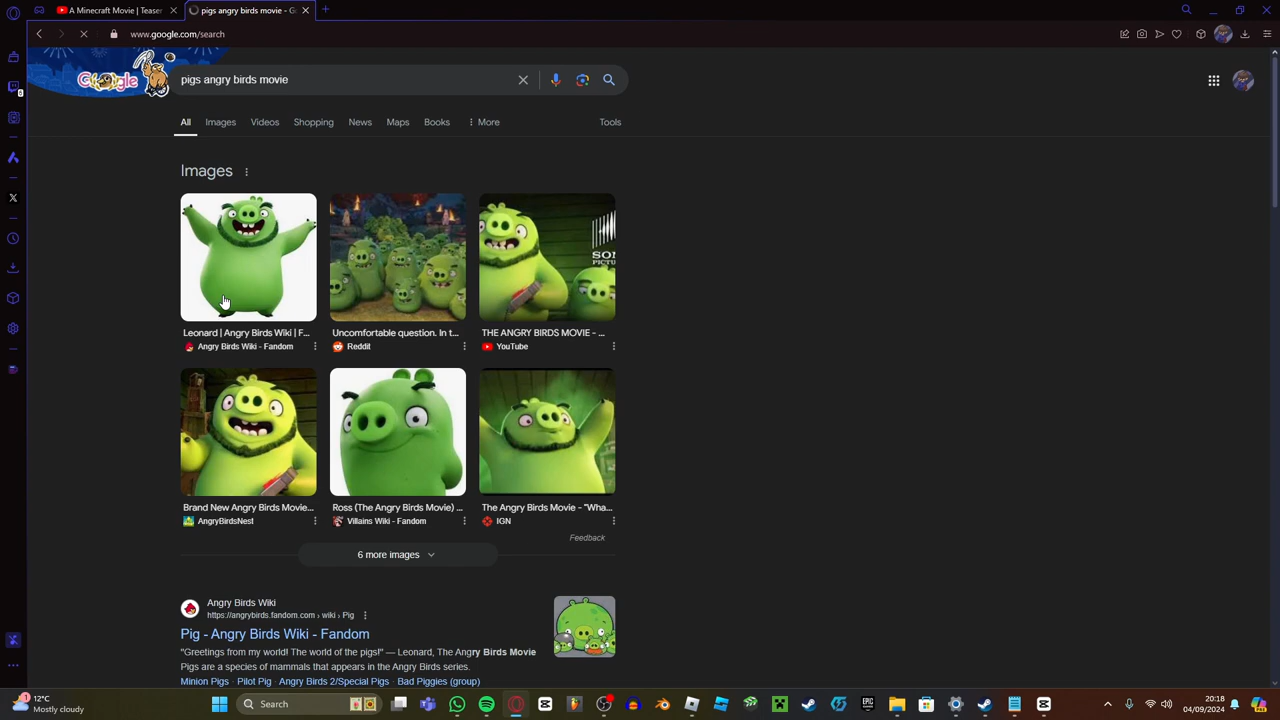 A Minecraft Movie | Teaser
pigs angry birds movie - Go
www.google.com/search
Google
pigs angry birds movie
All Images Videos Shopping News Maps Books More Tools
Images
SON
PICTU
Leonard | Angry Birds Wiki | F... Uncomfortable question. In t... THE ANGRY BIRDS MOVIE - ...
Angry Birds Wiki - Fandom Reddit YouTube
Brand New Angry Birds Movie... Ross (The Angry Birds Movie) ... The Angry Birds Movie - "Wha...
AngryBirdsNest Villains Wiki - Fandom IGN
Feedback
6 more images
Angry Birds Wiki
https://angrybirds.fandom.com › wiki › Pig
Pig - Angry Birds Wiki - Fandom
"Greetings from my world! The world of the pigs!" — Leonard, The Angry Birds Movie
Pigs are a species of mammals that appears in the Angry Birds series.
Minion Pigs · Pilot Pig · Angry Birds 2/Special Pigs · Bad Piggies (group)
12°C
Mostly cloudy
Search
20:18
04/09/2024